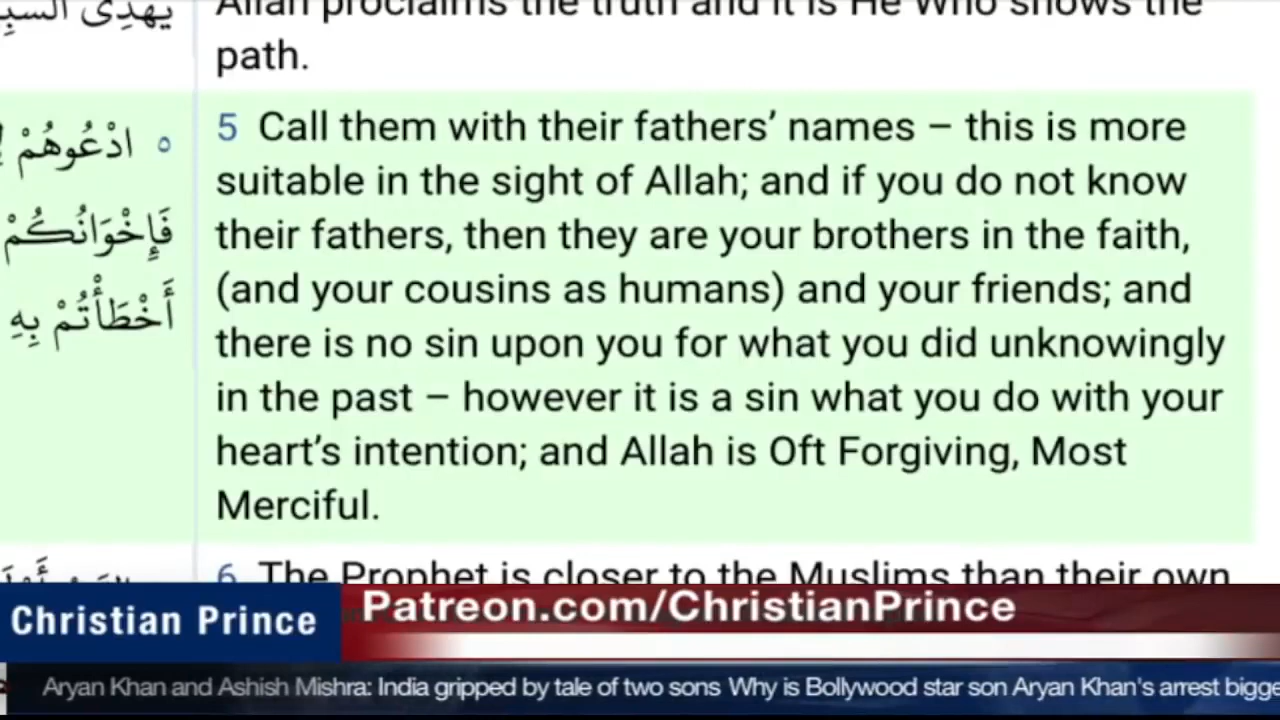 يهدى
Allah proclaims the truth and it is He Who shows the
path.
٥ ادْعُوهُمْ
5 Call them with their fathers’ names – this is more
suitable in the sight of Allah; and if you do not know
فَإِخْوَانُكُمْ
their fathers, then they are your brothers in the faith,
(and your cousins as humans) and your friends; and
أَخْطَأْتُمْ بِهِ
there is no sin upon you for what you did unknowingly
in the past – however it is a sin what you do with your
heart’s intention; and Allah is Oft Forgiving, Most
Merciful.
6 The Prophet is closer to the Muslims than their own
Christian Prince
Patreon.com/ChristianPrince
Aryan Khan and Ashish Mishra: India gripped by tale of two sons Why is Bollywood star son Aryan Khan's arrest bigge